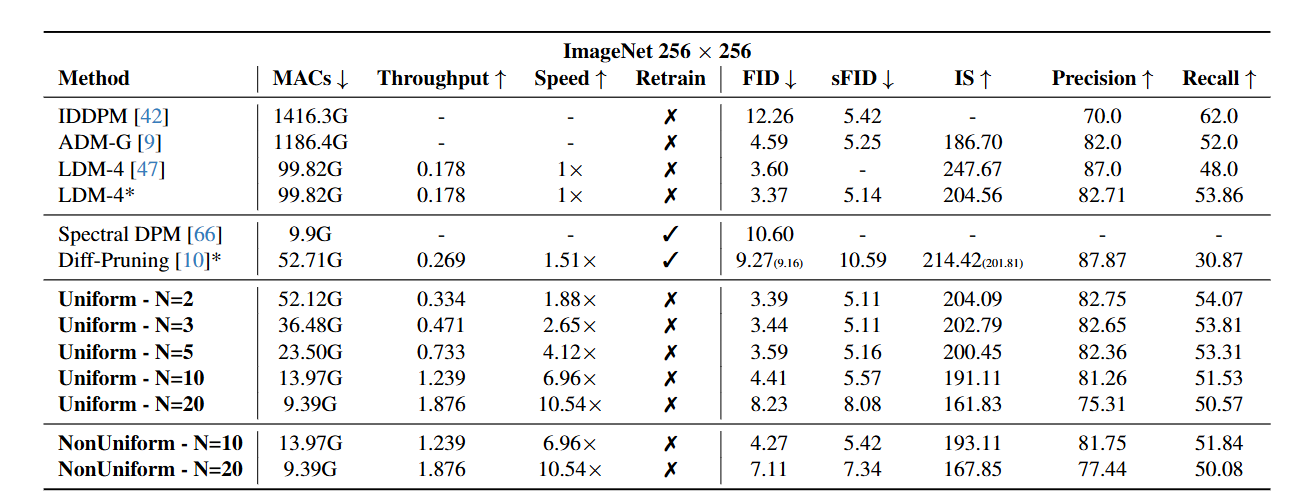 ImageNet 256 × 256
Method MACs ↓ Throughput ↑ Speed ↑ Retrain FID ↓ sFID ↓ IS ↑ Precision ↑ Recall ↑
IDDPM [42] 1416.3G - - ✗ 12.26 5.42 - 70.0 62.0
ADM-G [9] 1186.4G - - ✗ 4.59 5.25 186.70 82.0 52.0
LDM-4 [47] 99.82G 0.178 1× ✗ 3.60 - 247.67 87.0 48.0
LDM-4* 99.82G 0.178 1× ✗ 3.37 5.14 204.56 82.71 53.86
Spectral DPM [66] 9.9G - - ✓ 10.60 - - - -
Diff-Pruning [10]* 52.71G 0.269 1.51× ✓ 9.27(9.16) 10.59 214.42(201.81) 87.87 30.87
Uniform - N=2 52.12G 0.334 1.88× ✗ 3.39 5.11 204.09 82.75 54.07
Uniform - N=3 36.48G 0.471 2.65× ✗ 3.44 5.11 202.79 82.65 53.81
Uniform - N=5 23.50G 0.733 4.12× ✗ 3.59 5.16 200.45 82.36 53.31
Uniform - N=10 13.97G 1.239 6.96× ✗ 4.41 5.57 191.11 81.26 51.53
Uniform - N=20 9.39G 1.876 10.54× ✗ 8.23 8.08 161.83 75.31 50.57
NonUniform - N=10 13.97G 1.239 6.96× ✗ 4.27 5.42 193.11 81.75 51.84
NonUniform - N=20 9.39G 1.876 10.54× ✗ 7.11 7.34 167.85 77.44 50.08